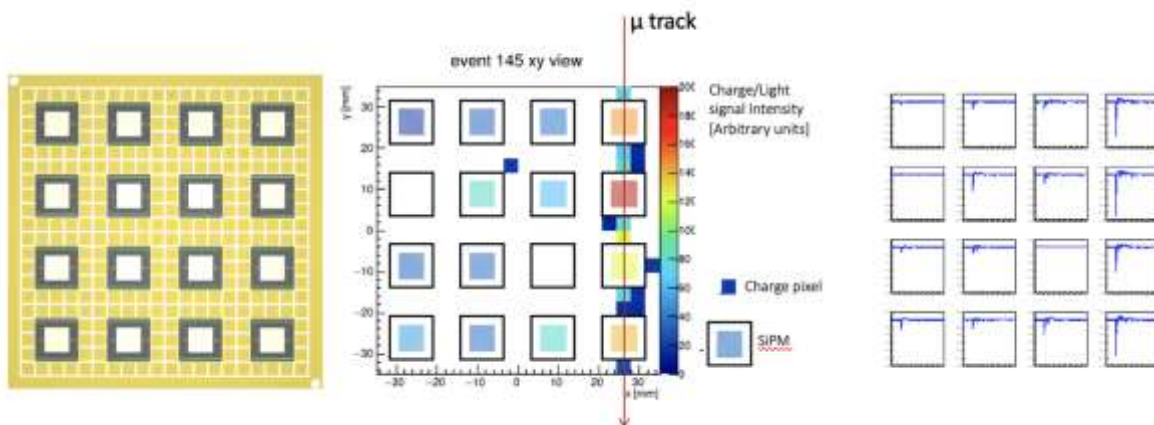 μ track
event 145 xy view
y [mm]
30
20
10
0
−10
−20
−30
−30
−20
−10
0
10
20
30
x [mm]
Charge/Light
signal Intensity
[Arbitrary units]
200
180
160
140
120
100
80
60
40
20
0
Charge pixel
SiPM